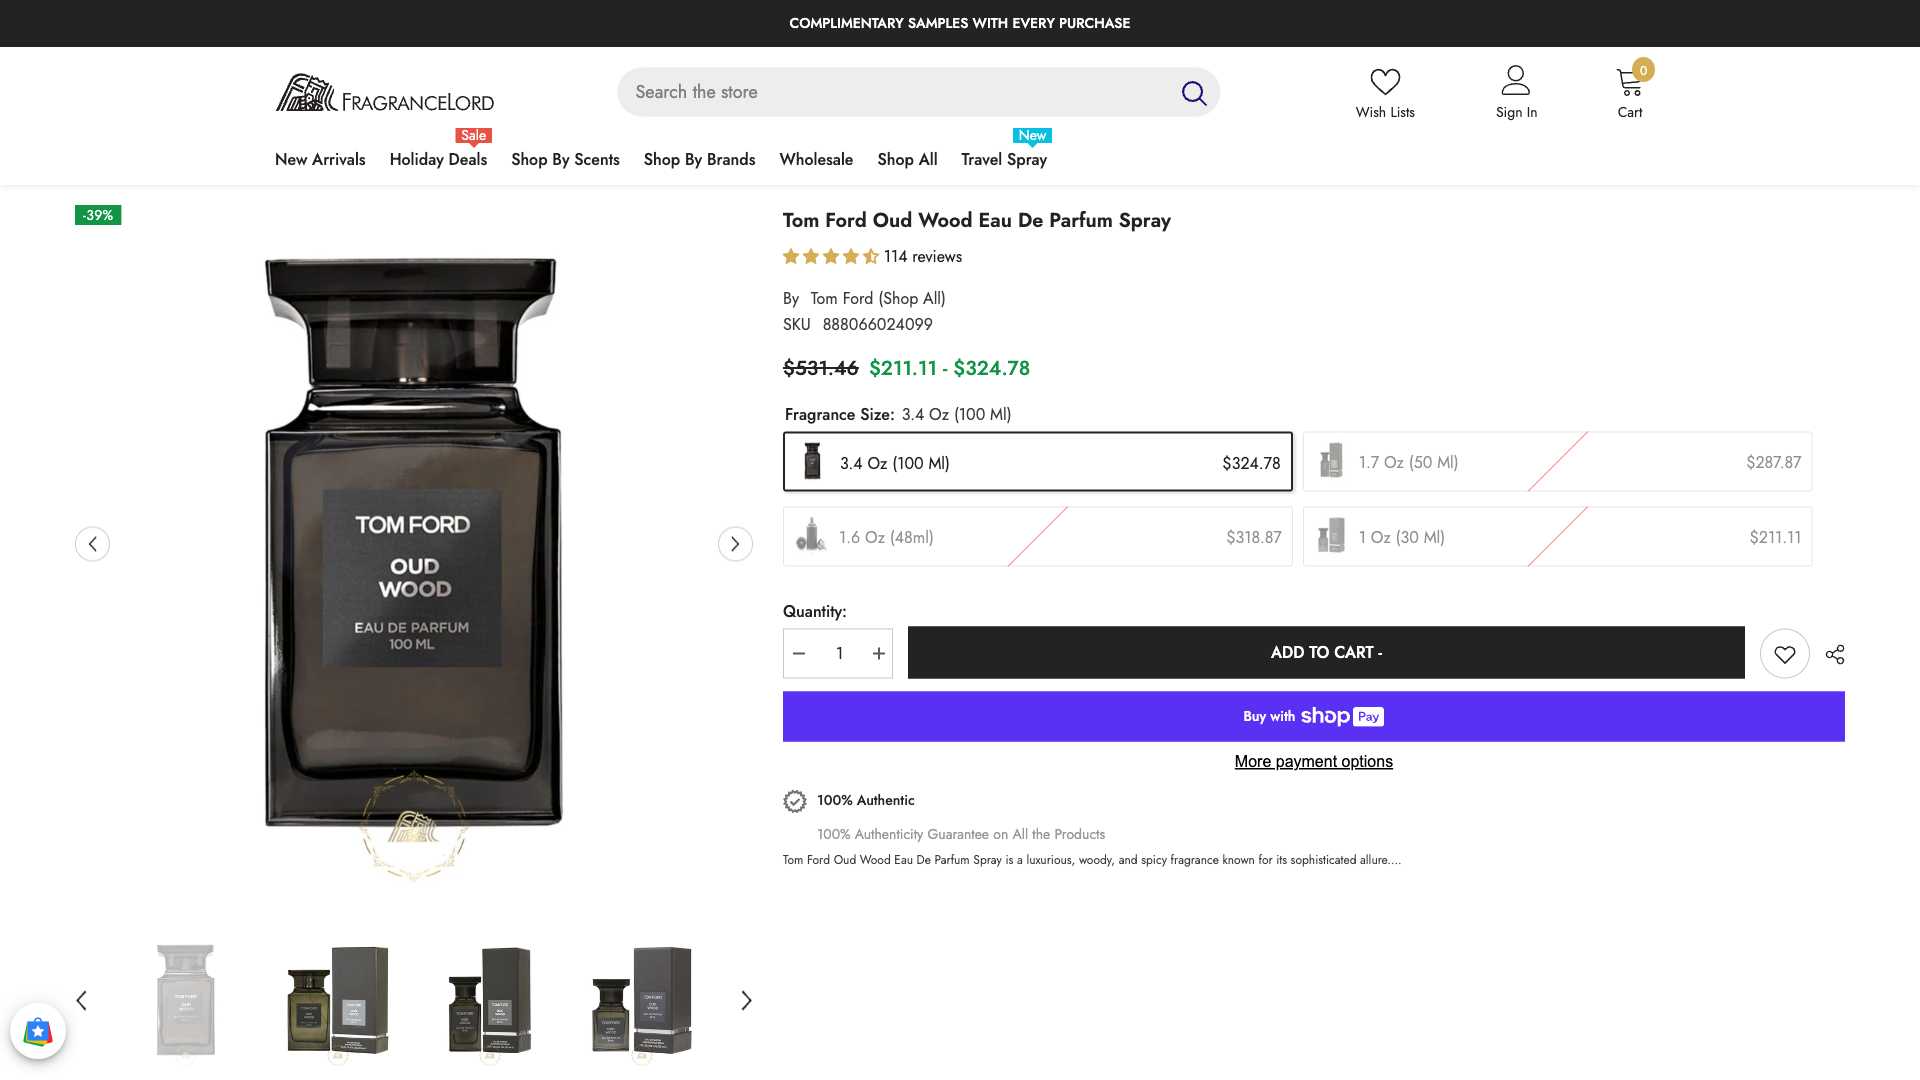 COMPLIMENTARY SAMPLES WITH EVERY PURCHASE
FRAGRANCELORD
Search the store
Wish Lists
Sign In
0
Cart
Sale
New
New Arrivals
Holiday Deals
Shop By Scents
Shop By Brands
Wholesale
Shop All
Travel Spray
-39%
TOM FORD
OUD
WOOD
EAU DE PARFUM
100 ML
Tom Ford Oud Wood Eau De Parfum Spray
114 reviews
By Tom Ford (Shop All)
SKU 888066024099
$531.46 $211.11 - $324.78
Fragrance Size: 3.4 Oz (100 Ml)
3.4 Oz (100 Ml) $324.78
1.7 Oz (50 Ml) $287.87
1.6 Oz (48ml) $318.87
1 Oz (30 Ml) $211.11
Quantity:
1
ADD TO CART -
Buy with shop Pay
More payment options
100% Authentic
100% Authenticity Guarantee on All the Products
Tom Ford Oud Wood Eau De Parfum Spray is a luxurious, woody, and spicy fragrance known for its sophisticated allure....